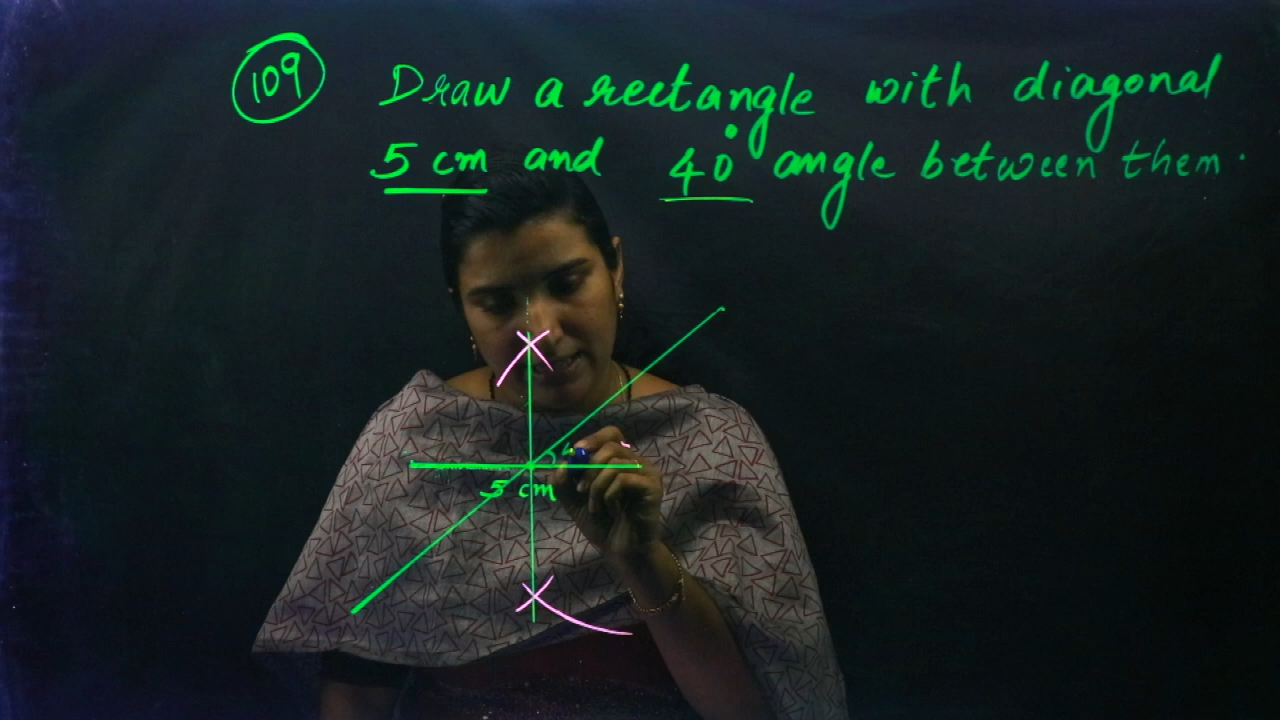 109
Draw a rectangle with diagonal
5 cm and 40° angle between them.
5 cm